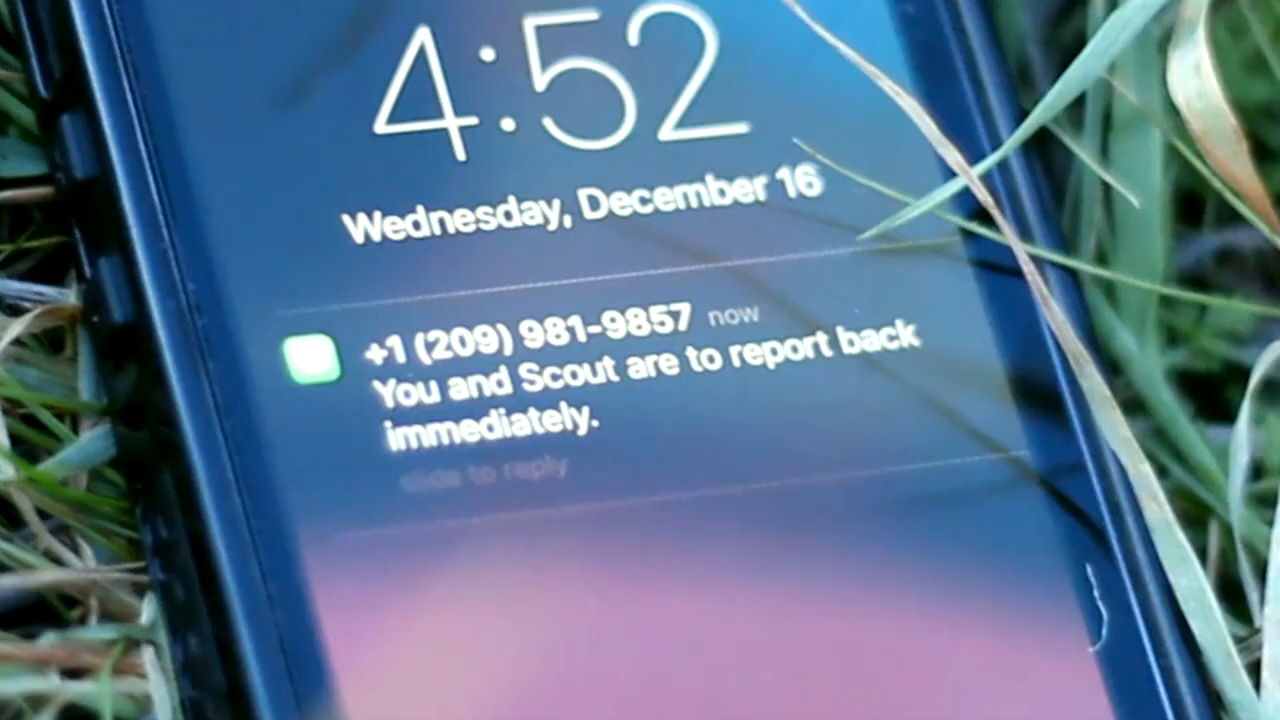 4:52
Wednesday, December 16
+1 (209) 981-9857 now
You and Scout are to report back
immediately.
slide to reply